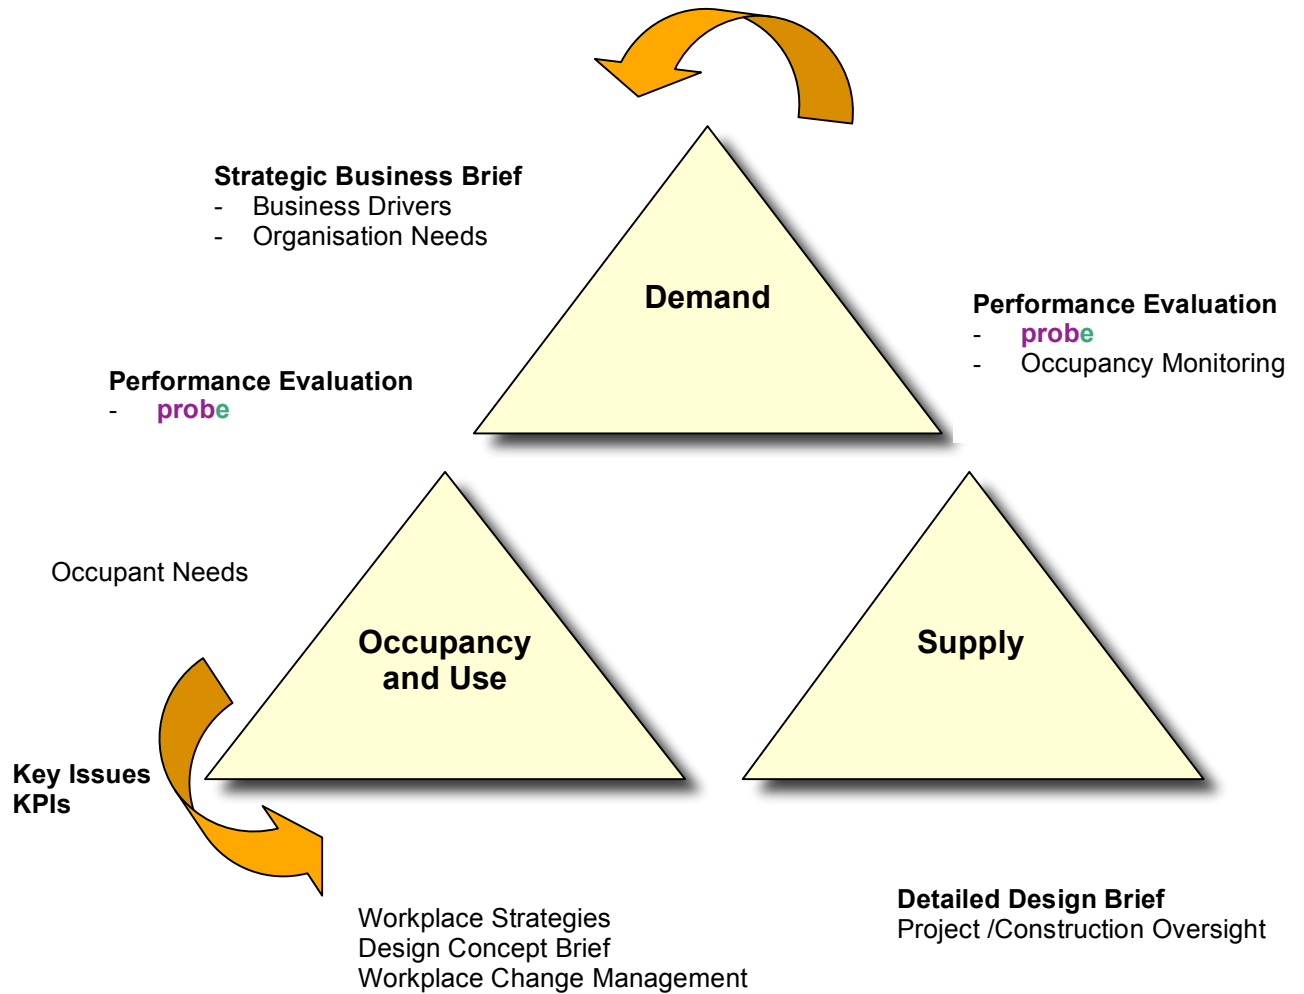 Strategic Business Brief
- Business Drivers
- Organisation Needs
Demand
Performance Evaluation
- probe
- Occupancy Monitoring
Performance Evaluation
- probe
Occupant Needs
Occupancy
and Use
Supply
Key Issues
KPIs
Workplace Strategies
Design Concept Brief
Workplace Change Management
Detailed Design Brief
Project /Construction Oversight